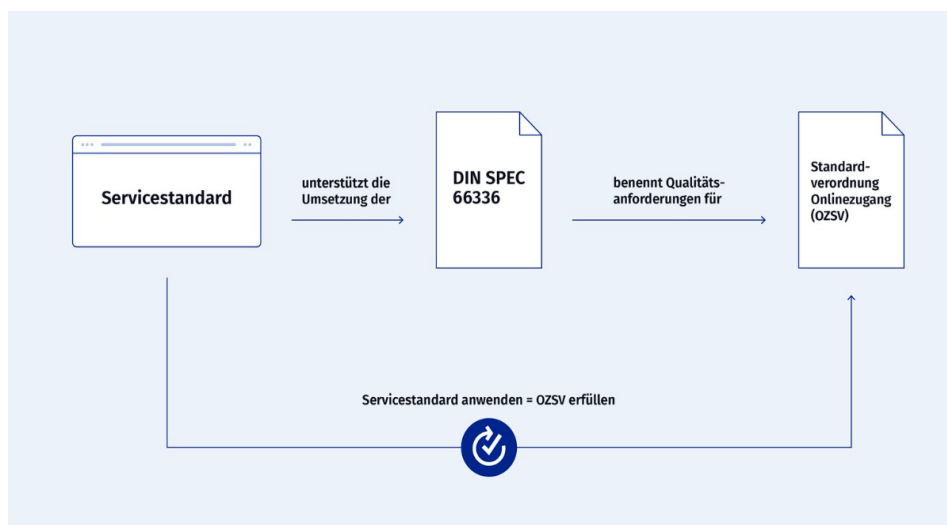 Servicestandard
unterstützt die
Umsetzung der
DIN SPEC
66336
benennt Qualitäts-
anforderungen für
Standard-
verordnung
Onlinezugang
(OZSV)
Servicestandard anwenden = OZSV erfüllen